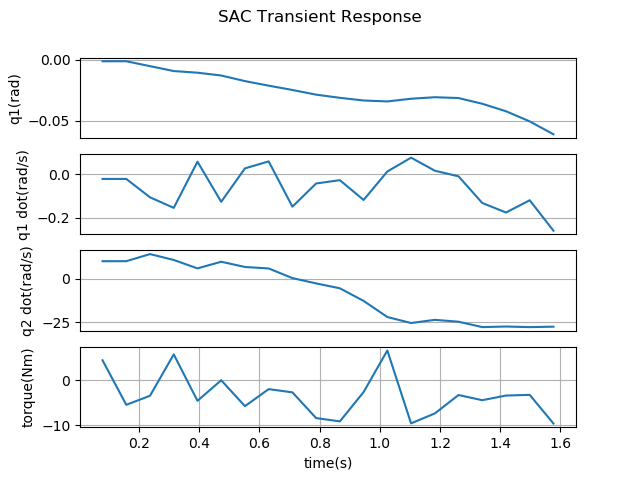 SAC Transient Response
0.00
−0.05
q1(rad)
0.0
−0.2
q1 dot(rad/s)
0
−25
q2 dot(rad/s)
0
−10
torque(Nm)
0.2 0.4 0.6 0.8 1.0 1.2 1.4 1.6
time(s)